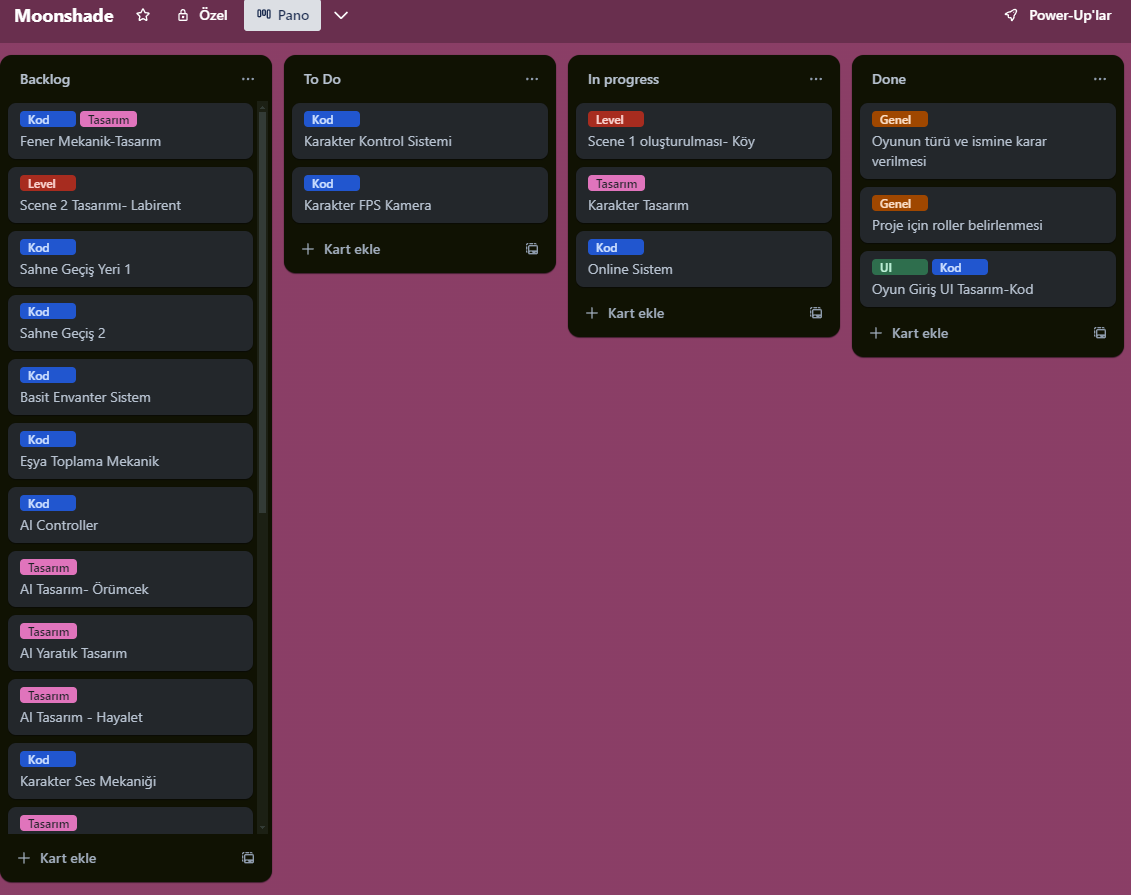 Moonshade
Özel
Pano
Power-Up'lar
Backlog
Kod Tasarım
Fener Mekanik-Tasarım
Level
Scene 2 Tasarımı- Labirent
Kod
Sahne Geçiş Yeri 1
Kod
Sahne Geçiş 2
Kod
Basit Envanter Sistem
Kod
Eşya Toplama Mekanik
Kod
AI Controller
Tasarım
AI Tasarım- Örümcek
Tasarım
AI Yaratık Tasarım
Tasarım
AI Tasarım - Hayalet
Kod
Karakter Ses Mekaniği
Tasarım
Kart ekle
To Do
Kod
Karakter Kontrol Sistemi
Kod
Karakter FPS Kamera
Kart ekle
In progress
Level
Scene 1 oluşturulması- Köy
Tasarım
Karakter Tasarım
Kod
Online Sistem
Kart ekle
Done
Genel
Oyunun türü ve ismine karar
verilmesi
Genel
Proje için roller belirlenmesi
UI Kod
Oyun Giriş UI Tasarım-Kod
Kart ekle